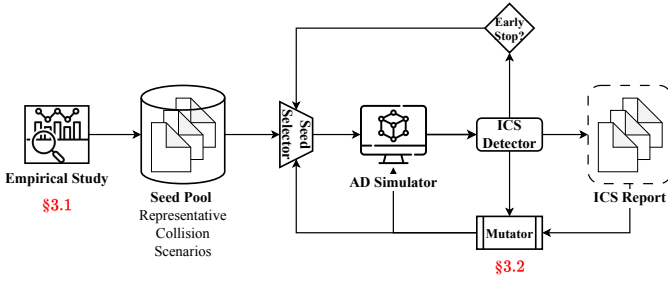 Early
Stop?
Seed
Selector
ICS
Detector
Empirical Study
§3.1
Seed Pool
Representative
Collision
Scenarios
AD Simulator
ICS Report
Mutator
§3.2